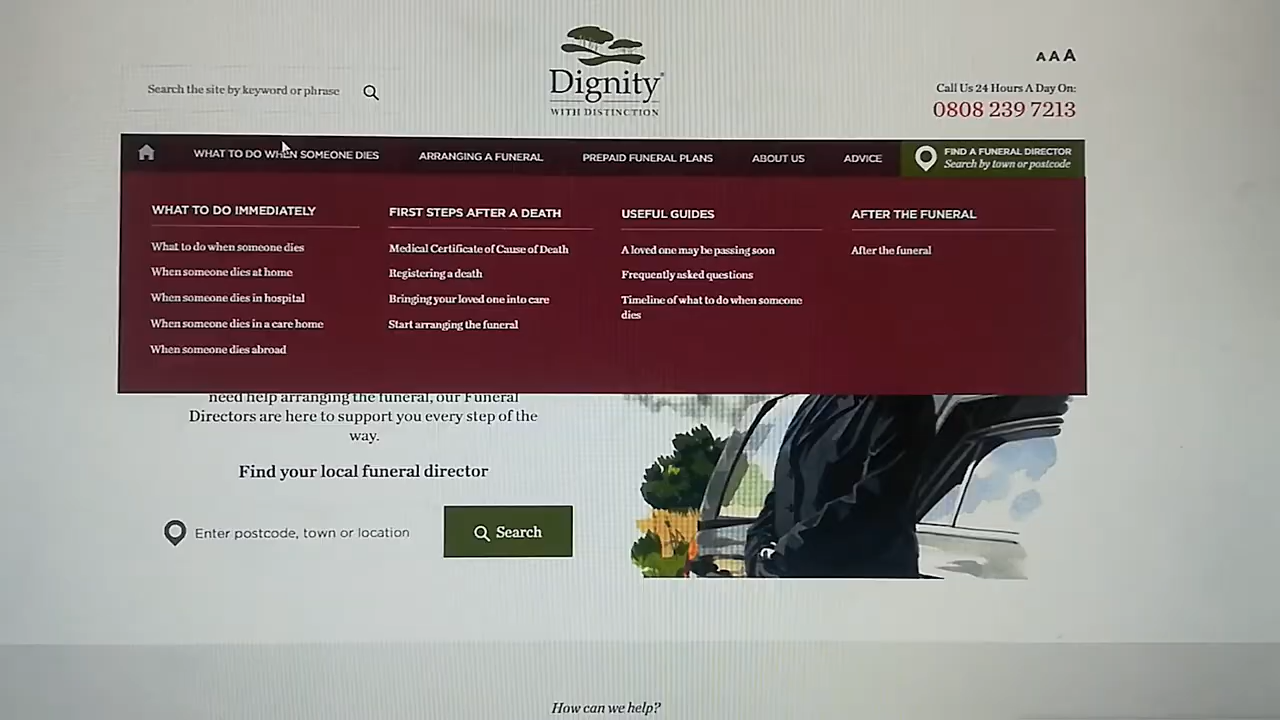 Search the site by keyword or phrase
Dignity
WITH DISTINCTION
A A A
Call Us 24 Hours A Day On:
0808 239 7213
WHAT TO DO WHEN SOMEONE DIES
ARRANGING A FUNERAL
PREPAID FUNERAL PLANS
ABOUT US
ADVICE
FIND A FUNERAL DIRECTOR
Search by town or postcode
WHAT TO DO IMMEDIATELY
What to do when someone dies
When someone dies at home
When someone dies in hospital
When someone dies in a care home
When someone dies abroad
FIRST STEPS AFTER A DEATH
Medical Certificate of Cause of Death
Registering a death
Bringing your loved one into care
Start arranging the funeral
USEFUL GUIDES
A loved one may be passing soon
Frequently asked questions
Timeline of what to do when someone
dies
AFTER THE FUNERAL
After the funeral
need help arranging the funeral, our Funeral
Directors are here to support you every step of the
way.
Find your local funeral director
Enter postcode, town or location
Search
How can we help?